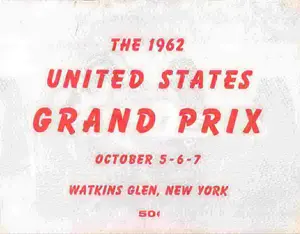 THE 1962
UNITED STATES
GRAND PRIX
OCTOBER 5-6-7
WATKINS GLEN, NEW YORK
50¢